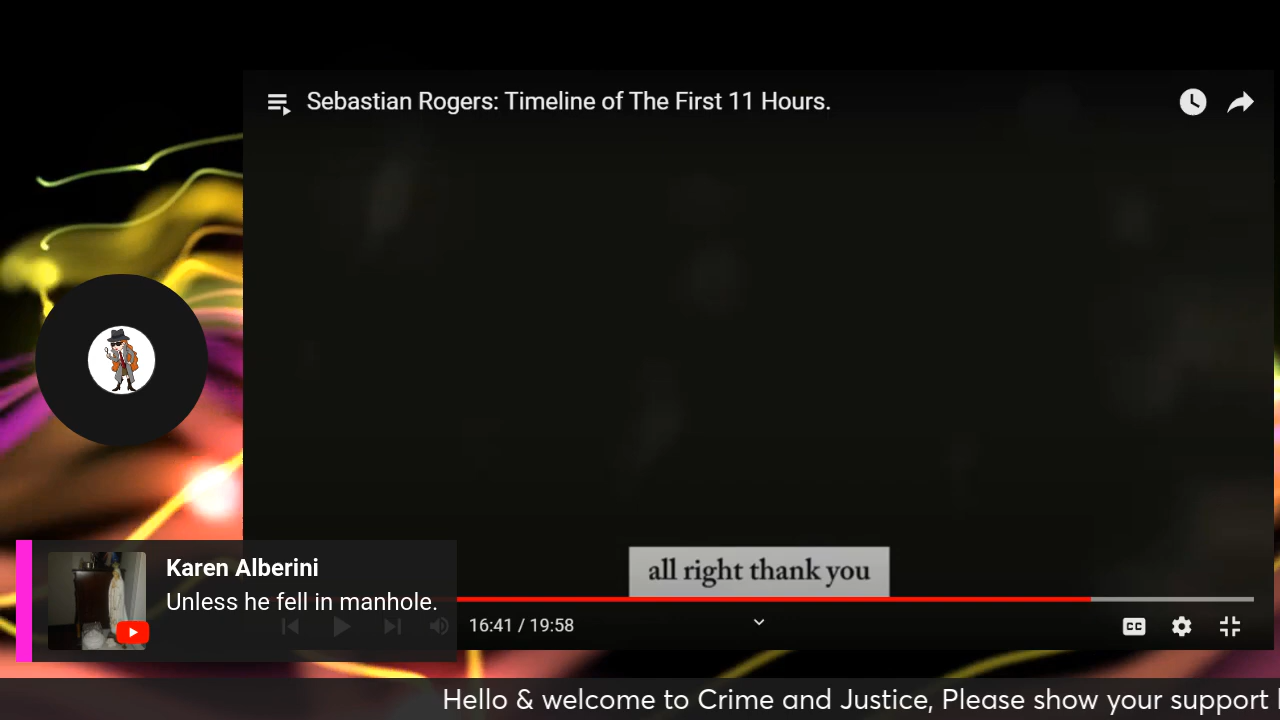 Sebastian Rogers: Timeline of The First 11 Hours.
all right thank you
Karen Alberini
Unless he fell in manhole.
16:41 / 19:58
CC
Hello & welcome to Crime and Justice, Please show your support